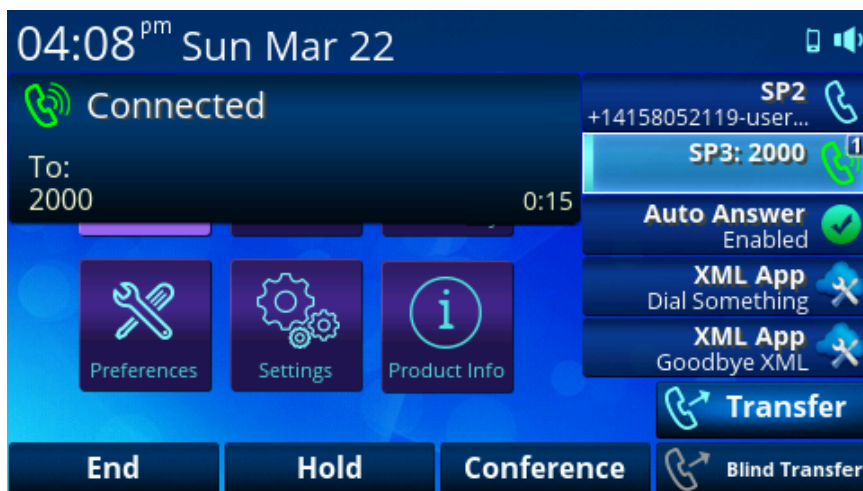 04:08 pm Sun Mar 22
Connected
To:
2000
0:15
SP2
+14158052119-user...
SP3: 2000
1
Auto Answer
Enabled
XML App
Dial Something
XML App
Goodbye XML
Preferences
Settings
Product Info
Transfer
End
Hold
Conference
Blind Transfer